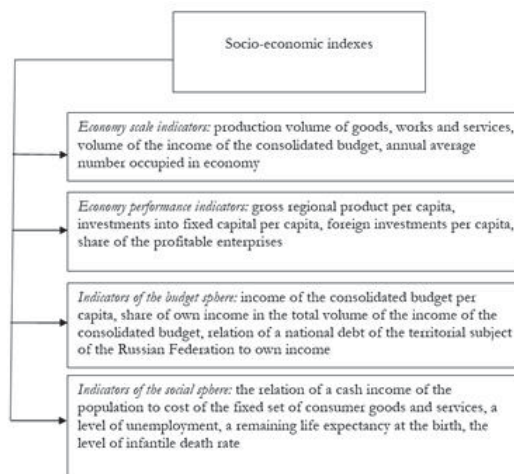 Socio-economic indexes
Economy scale indicators: production volume of goods, works and services,
volume of the income of the consolidated budget, annual average
number occupied in economy
Economy performance indicators: gross regional product per capita,
investments into fixed capital per capita, foreign investments per capita,
share of the profitable enterprises
Indicators of the budget sphere: income of the consolidated budget per
capita, share of own income in the total volume of the income of the
consolidated budget, relation of a national debt of the territorial subject
of the Russian Federation to own income
Indicators of the social sphere: the relation of a cash income of the
population to cost of the fixed set of consumer goods and services, a
level of unemployment, a remaining life expectancy at the birth, the
level of infantile death rate